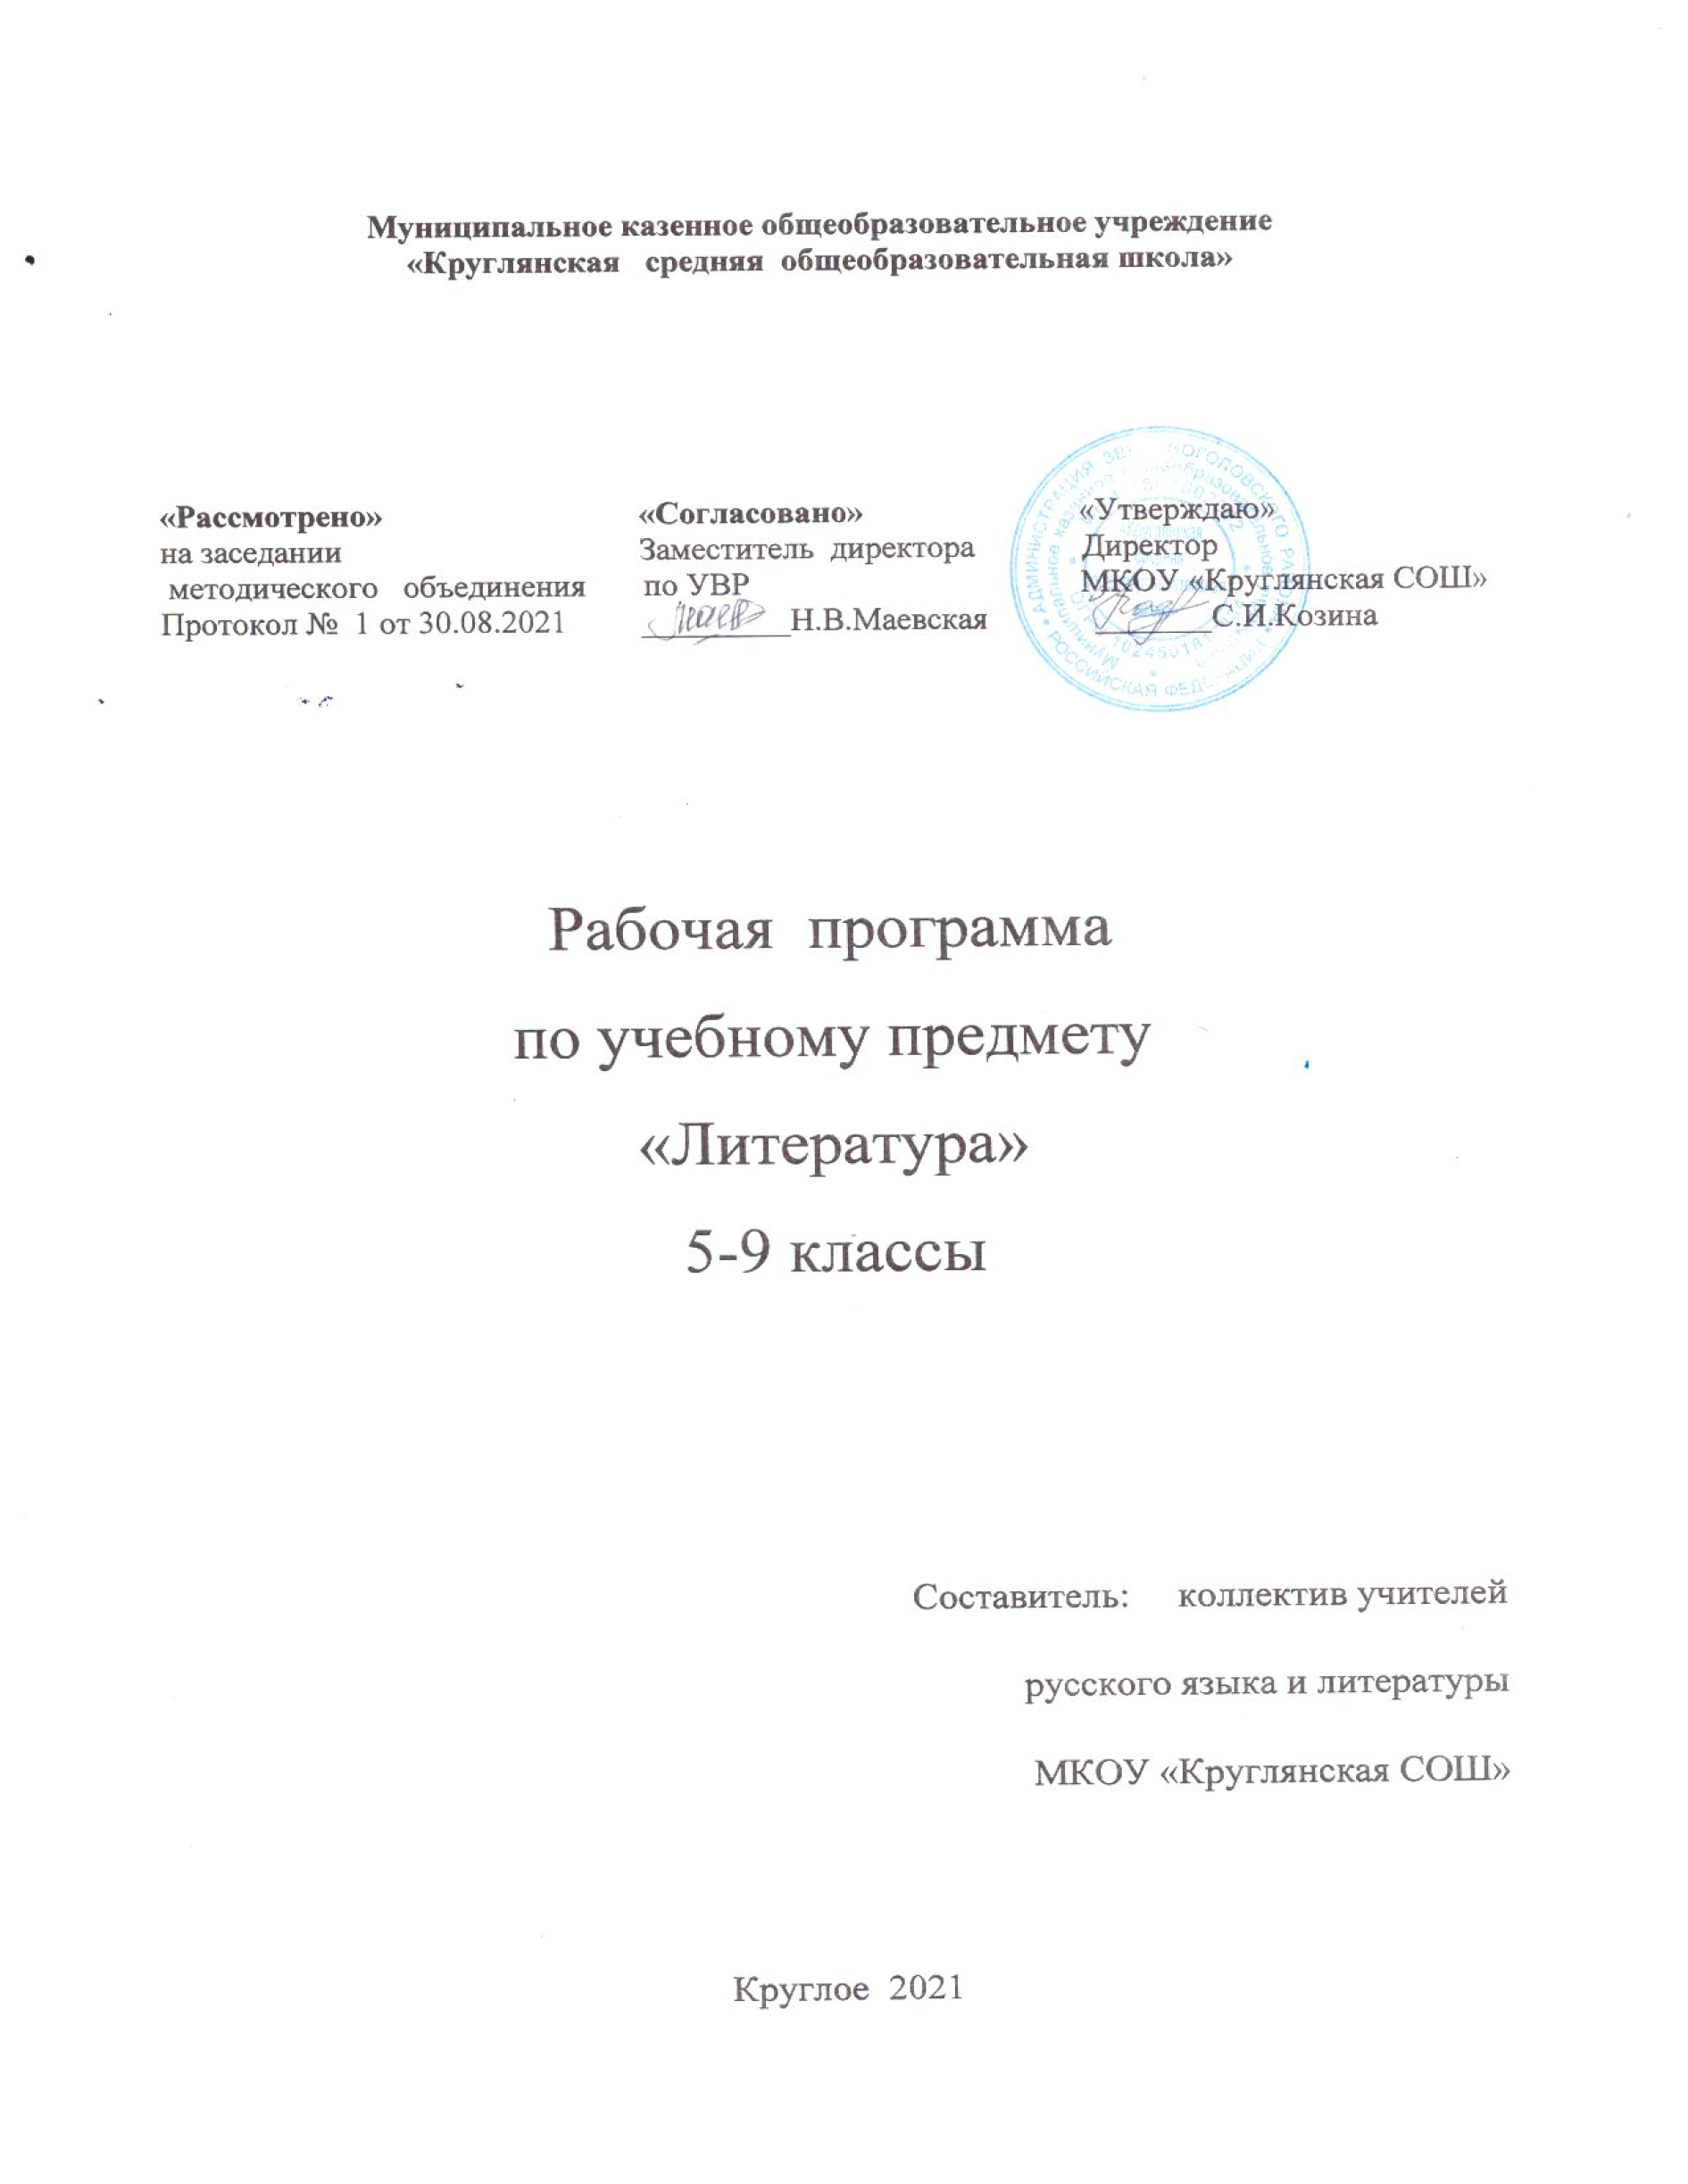 Муниципальное казенное общеобразовательное учреждение
«Круглянская средняя общеобразовательная школа»
«Рассмотрено»
на заседании
методического объединения
Протокол № 1 от 30.08.2021
«Согласовано»
Заместитель директора
по УВР
Н.В.Маевская
«Утверждаю»
Директор
МКОУ «Круглянская СОШ»
С.И.Козина
АДМИНИСТРАЦИЯ
РОССИЙСКАЯ
Рабочая программа
по учебному предмету
«Литература»
5-9 классы
Составитель: коллектив учителей
русского языка и литературы
МКОУ «Круглянская СОШ»
Круглое 2021